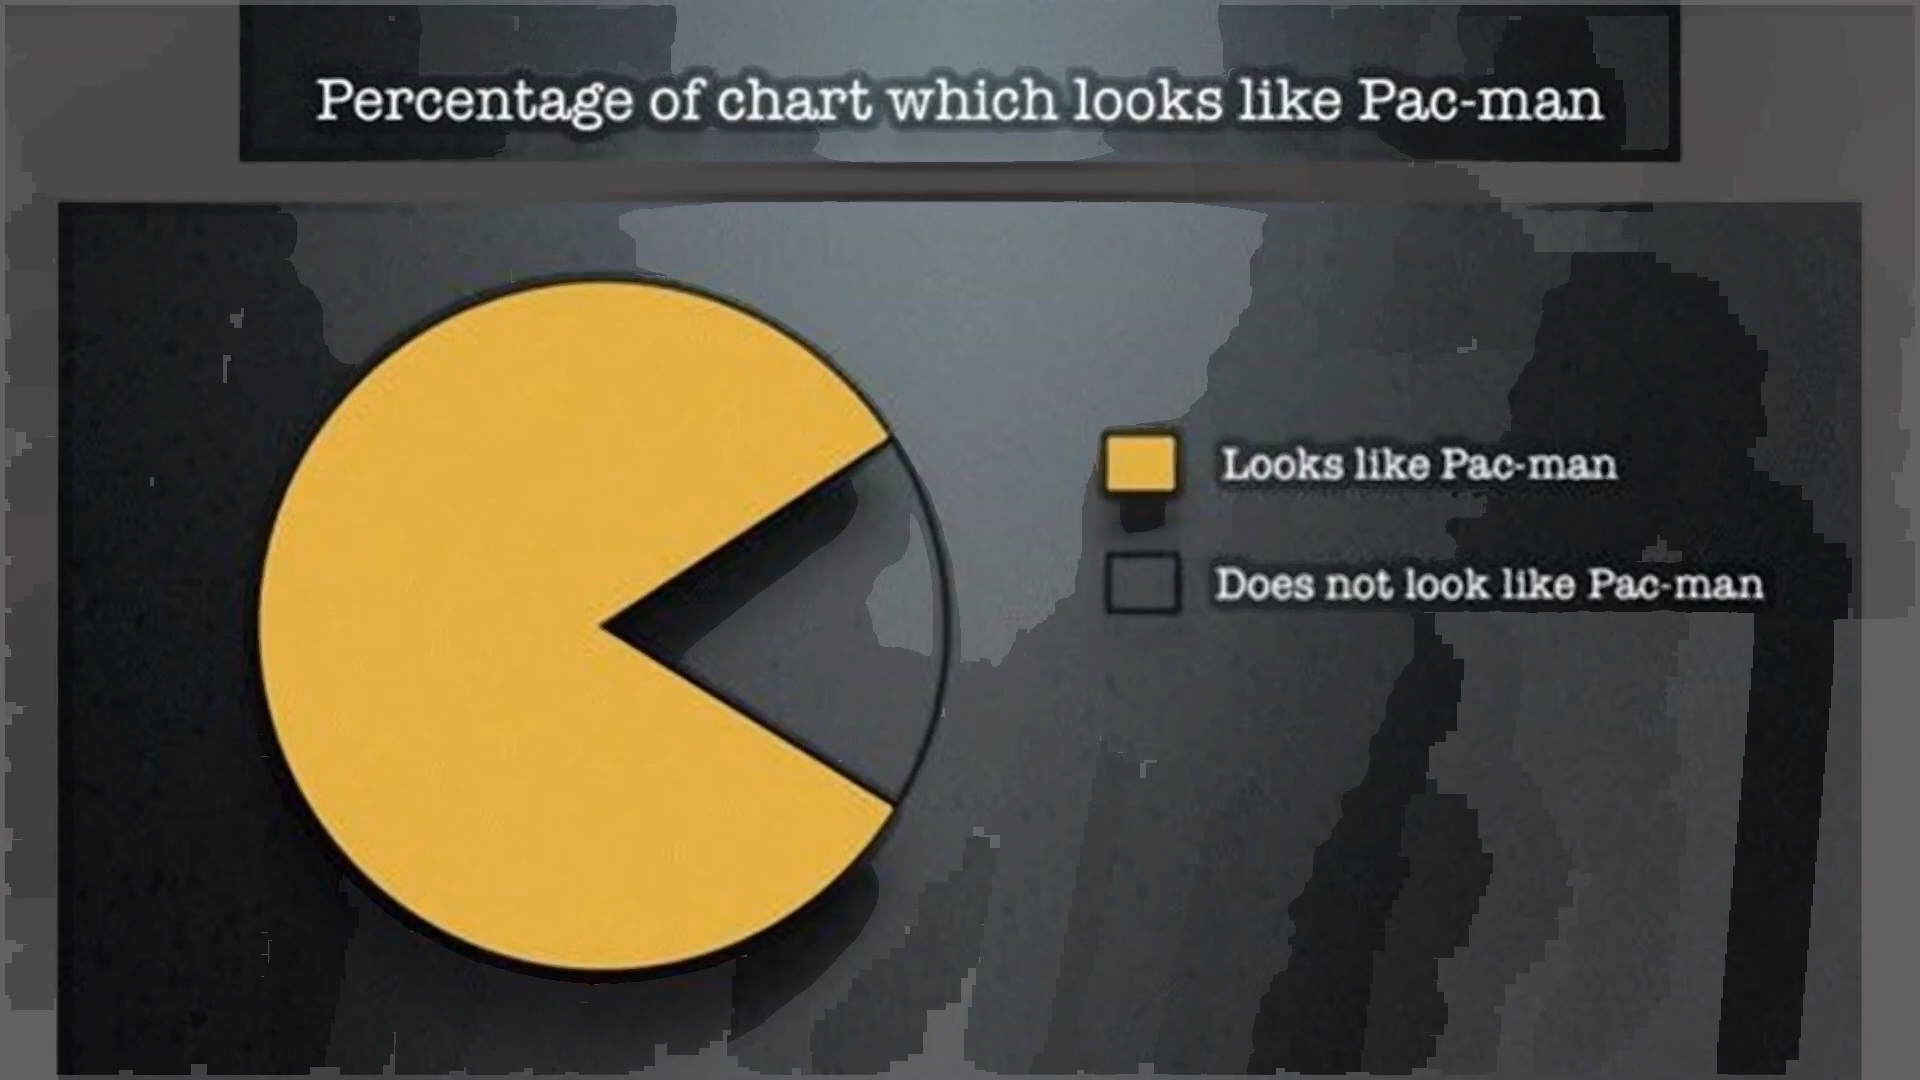 Percentage of chart which looks like Pac-man
Looks like Pac-man
Does not look like Pac-man